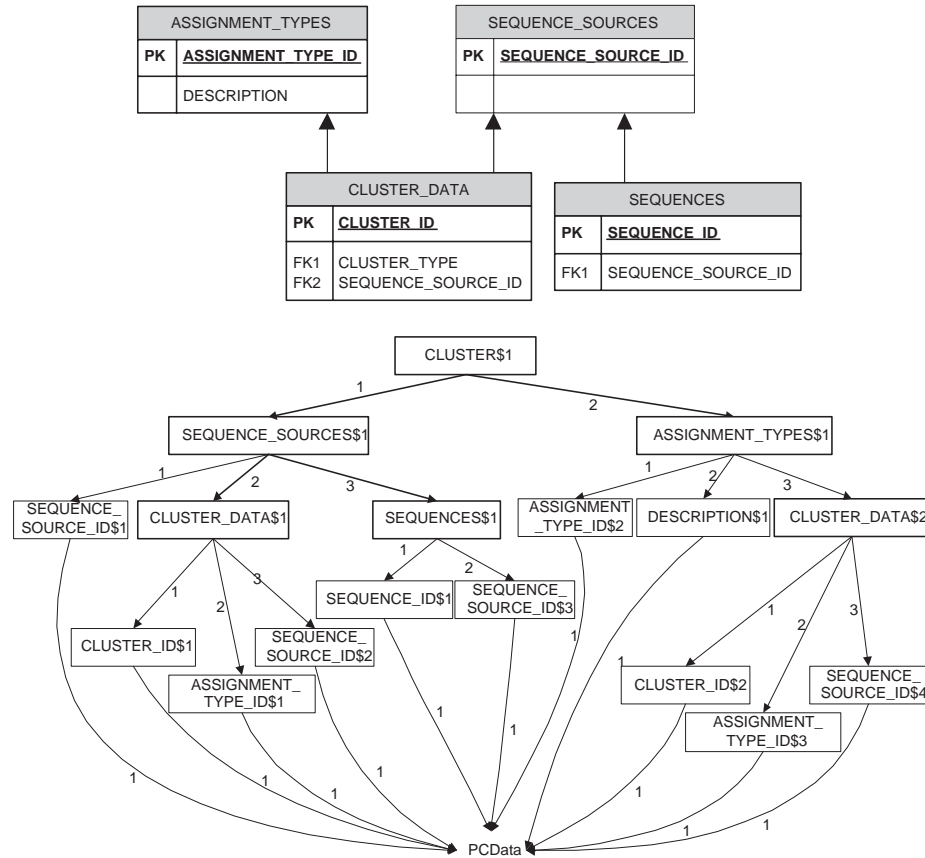 ASSIGNMENT_TYPES
PK ASSIGNMENT_TYPE_ID
DESCRIPTION
SEQUENCE_SOURCES
PK SEQUENCE_SOURCE_ID
CLUSTER_DATA
PK CLUSTER_ID
FK1 CLUSTER_TYPE
FK2 SEQUENCE_SOURCE_ID
SEQUENCES
PK SEQUENCE_ID
FK1 SEQUENCE_SOURCE_ID
CLUSTER$1
1
2
SEQUENCE_SOURCES$1
ASSIGNMENT_TYPES$1
1
2
3
1
2
3
SEQUENCE_
SOURCE_ID$1
CLUSTER_DATA$1
SEQUENCES$1
ASSIGNMENT
_TYPE_ID$2
DESCRIPTION$1
CLUSTER_DATA$2
1
2
3
1
2
1
2
3
SEQUENCE_ID$1
SEQUENCE_
SOURCE_ID$3
CLUSTER_ID$1
SEQUENCE_
SOURCE_ID$2
ASSIGNMENT_
TYPE_ID$1
CLUSTER_ID$2
SEQUENCE_
SOURCE_ID$4
ASSIGNMENT_
TYPE_ID$3
1
1
1
1
1
1
1
1
1
1
1
PCData